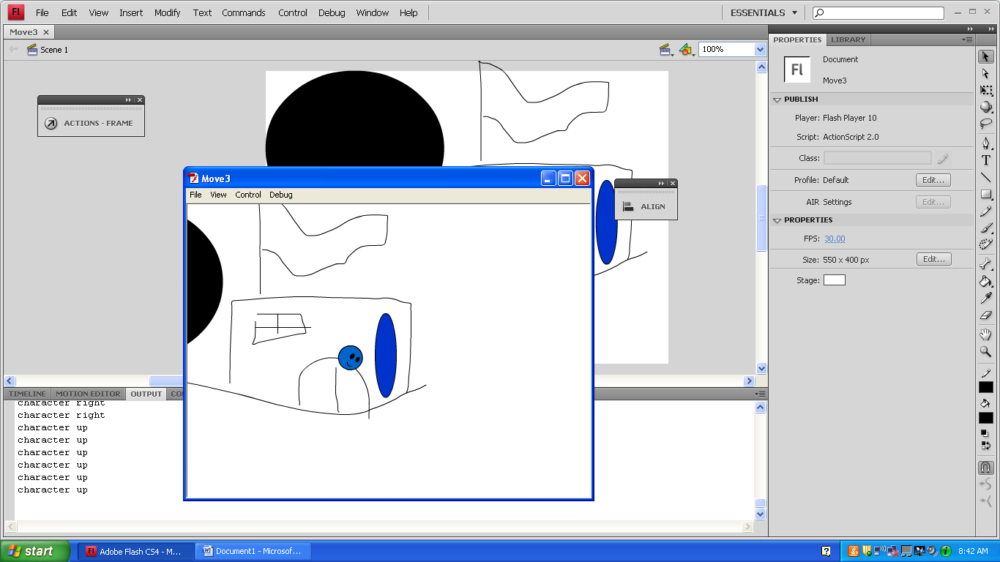 Fl File Edit View Insert Modify Text Commands Control Debug Window Help ESSENTIALS
Move3
Scene 1 100%
ACTIONS - FRAME
Move3
File View Control Debug
ALIGN
TIMELINE MOTION EDITOR OUTPUT CO
character right
character right
character up
character up
character up
character up
character up
character up
PROPERTIES LIBRARY
Fl
Document
Move3
PUBLISH
Player: Flash Player 10
Script: ActionScript 2.0
Class:
Profile: Default Edit...
AIR Settings Edit...
PROPERTIES
FPS: 30.00
Size: 550 x 400 px Edit...
Stage:
T
start Fl Adobe Flash CS4 - M... Document1 - Microsof... 8:42 AM